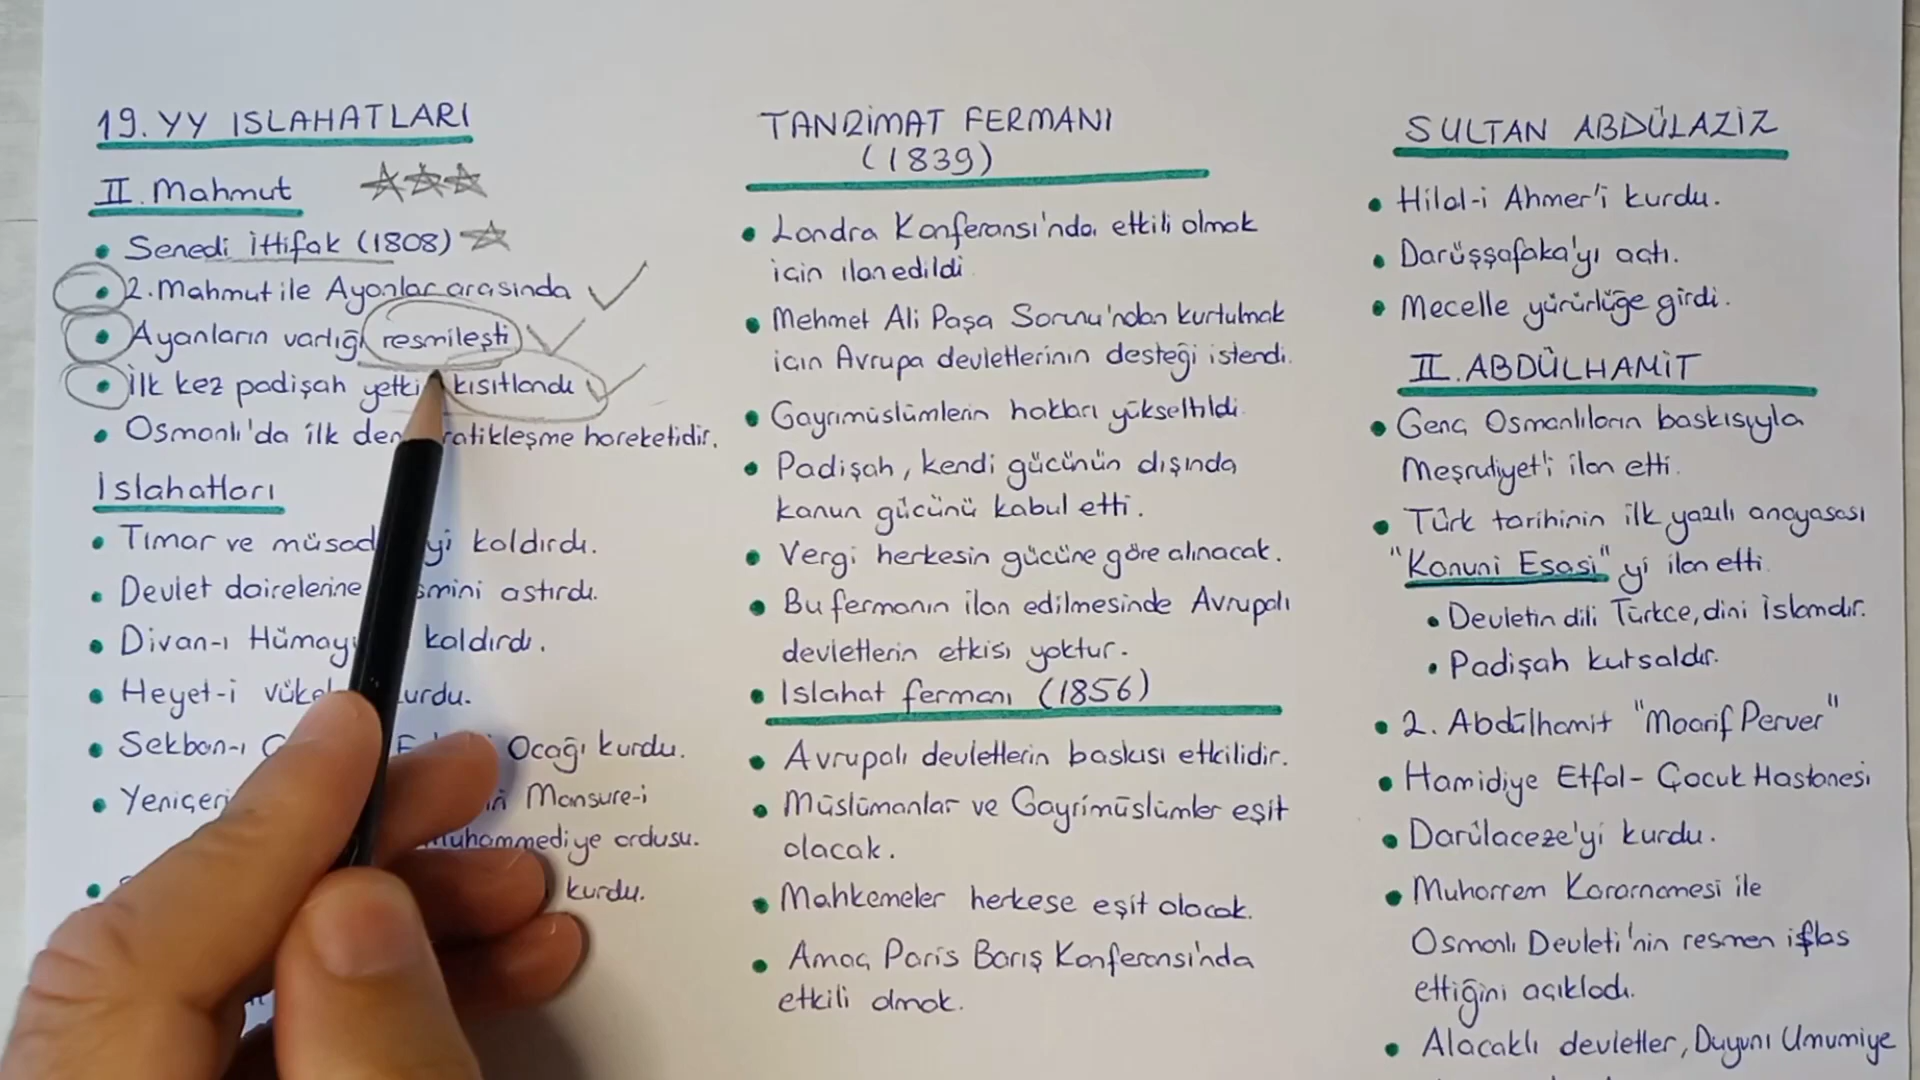 19. YY ISLAHATLARI
II. Mahmut
Senedi İttifak (1808)
2. Mahmut ile Ayanlar arasında
Ayanların varlığı resmileşti
İlk kez padişah yetki kısıtlandı
Osmanlı'da ilk dem ratikleşme hareketidir.
Islahatları
Tımar ve müsad yi kaldırdı.
Devlet dairelerine smini astırdı.
Divan-ı Hümay kaldırdı.
Heyet-i vüke urdu.
Sekban-ı Ocağı kurdu.
Yeniçeri Mansure-i
Muhammediye ordusu.
kurdu.
TANZİMAT FERMANI
(1839)
Londra Konferansı'nda etkili olmak
için ilan edildi
Mehmet Ali Paşa Sorunu'ndan kurtulmak
için Avrupa devletlerinin desteği istendi.
Gayrimüslümlerin hakları yükseltildi.
Padişah, kendi gücünün dışında
kanun gücünü kabul etti.
Vergi herkesin gücüne göre alınacak.
Bu fermanın ilan edilmesinde Avrupalı
devletlerin etkisi yoktur.
Islahat fermanı (1856)
Avrupalı devletlerin baskısı etkilidir.
Müslümanlar ve Gayrimüslümler eşit
olacak.
Mahkemeler herkese eşit olacak.
Amaç Paris Barış Konferansı'nda
etkili olmak.
SULTAN ABDÜLAZİZ
Hilal-i Ahmer'i kurdu.
Darüşşafaka'yı açtı.
Mecelle yürürlüğe girdi.
II. ABDÜLHAMİT
Genç Osmanlıların baskısıyla
Meşrutiyet'i ilan etti.
Türk tarihinin ilk yazılı anayasası
"Kanuni Esasi"yi ilan etti
Devletin dili Türkçe, dini İslamdır.
Padişah kutsaldır.
2. Abdülhamit "Maarif Perver"
Hamidiye Etfal - Çocuk Hastanesi
Darülaceze'yi kurdu.
Muharrem Kararnamesi ile
Osmanlı Devleti'nin resmen iflas
ettiğini açıkladı.
Alacaklı devletler, Duyunı Umumiye